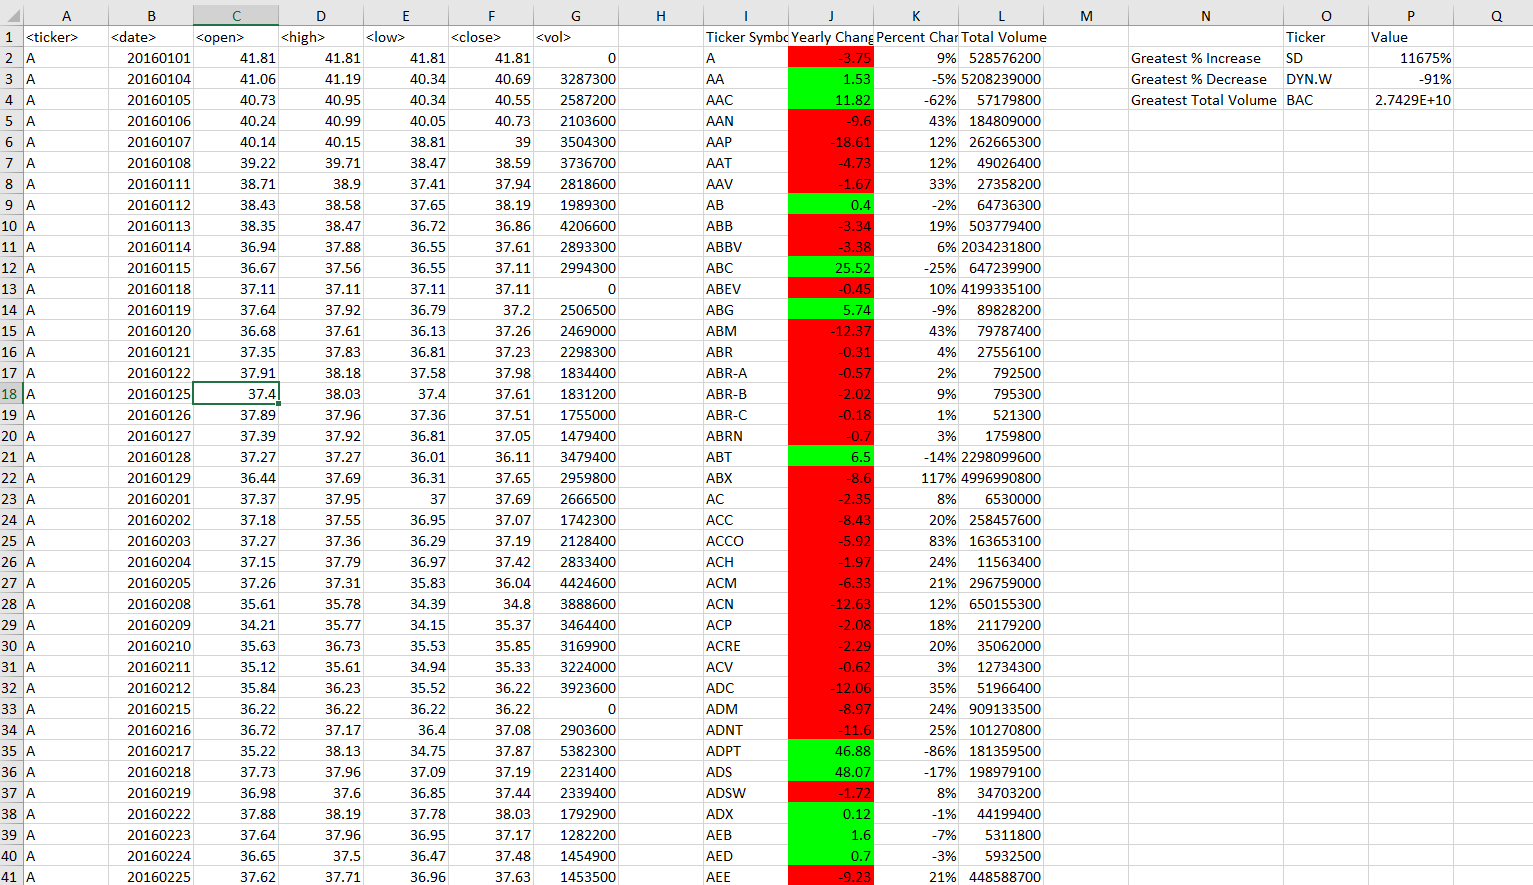 A B C D E F G H I J K L M N O P Q
1 <ticker> <date> <open> <high> <low> <close> <vol> Ticker Symbo Yearly Chang Percent Char Total Volume Ticker Value
2 A 20160101 41.81 41.81 41.81 41.81 0 A -3.75 9% 528576200 Greatest % Increase SD 11675%
3 A 20160104 41.06 41.19 40.34 40.69 3287300 AA 1.53 -5% 5208239000 Greatest % Decrease DYN.W -91%
4 A 20160105 40.73 40.95 40.34 40.55 2587200 AAC 11.82 -62% 57179800 Greatest Total Volume BAC 2.7429E+10
5 A 20160106 40.24 40.99 40.05 40.73 2103600 AAN -9.6 43% 184809000
6 A 20160107 40.14 40.15 38.81 39 3504300 AAP -18.61 12% 262665300
7 A 20160108 39.22 39.71 38.47 38.59 3736700 AAT -4.73 12% 49026400
8 A 20160111 38.71 38.9 37.41 37.94 2818600 AAV -1.67 33% 27358200
9 A 20160112 38.43 38.58 37.65 38.19 1989300 AB 0.4 -2% 64736300
10 A 20160113 38.35 38.47 36.72 36.86 4206600 ABB -3.34 19% 503779400
11 A 20160114 36.94 37.88 36.55 37.61 2893300 ABBV -3.38 6% 2034231800
12 A 20160115 36.67 37.56 36.55 37.11 2994300 ABC 25.52 -25% 647239900
13 A 20160118 37.11 37.11 37.11 37.11 0 ABEV -0.45 10% 4199335100
14 A 20160119 37.64 37.92 36.79 37.2 2506500 ABG 5.74 -9% 89828200
15 A 20160120 36.68 37.61 36.13 37.26 2469000 ABM -12.37 43% 79787400
16 A 20160121 37.35 37.83 36.81 37.23 2298300 ABR -0.31 4% 27556100
17 A 20160122 37.91 38.18 37.58 37.98 1834400 ABR-A -0.57 2% 792500
18 A 20160125 37.4 38.03 37.4 37.61 1831200 ABR-B -2.02 9% 795300
19 A 20160126 37.89 37.96 37.36 37.51 1755000 ABR-C -0.18 1% 521300
20 A 20160127 37.39 37.92 36.81 37.05 1479400 ABRN -0.7 3% 1759800
21 A 20160128 37.27 37.27 36.01 36.11 3479400 ABT 6.5 -14% 2298099600
22 A 20160129 36.44 37.69 36.31 37.65 2959800 ABX -8.6 117% 4996990800
23 A 20160201 37.37 37.95 37 37.69 2666500 AC -2.35 8% 6530000
24 A 20160202 37.18 37.55 36.95 37.07 1742300 ACC -8.43 20% 258457600
25 A 20160203 37.27 37.36 36.29 37.19 2128400 ACCO -5.92 83% 163653100
26 A 20160204 37.15 37.79 36.97 37.42 2833400 ACH -1.97 24% 11563400
27 A 20160205 37.26 37.31 35.83 36.04 4424600 ACM -6.33 21% 296759000
28 A 20160208 35.61 35.78 34.39 34.8 3888600 ACN -12.63 12% 650155300
29 A 20160209 34.21 35.77 34.15 35.37 3464400 ACP -2.08 18% 21179200
30 A 20160210 35.63 36.73 35.53 35.85 3169900 ACRE -2.29 20% 35062000
31 A 20160211 35.12 35.61 34.94 35.33 3224000 ACV -0.62 3% 12734300
32 A 20160212 35.84 36.23 35.52 36.22 3923600 ADC -12.06 35% 51966400
33 A 20160215 36.22 36.22 36.22 36.22 0 ADM -8.97 24% 909133500
34 A 20160216 36.72 37.17 36.4 37.08 2903600 ADNT -11.6 25% 101270800
35 A 20160217 35.22 38.13 34.75 37.87 5382300 ADPT 46.88 -86% 181359500
36 A 20160218 37.73 37.96 37.09 37.19 2231400 ADS 48.07 -17% 198979100
37 A 20160219 36.98 37.6 36.85 37.44 2339400 ADSW -1.72 8% 34703200
38 A 20160222 37.88 38.19 37.78 38.03 1792900 ADX 0.12 -1% 44199400
39 A 20160223 37.64 37.96 36.95 37.17 1282200 AEB 1.6 -7% 5311800
40 A 20160224 36.65 37.5 36.47 37.48 1454900 AED 0.7 -3% 5932500
41 A 20160225 37.62 37.71 36.96 37.63 1453500 AEE -9.23 21% 448588700